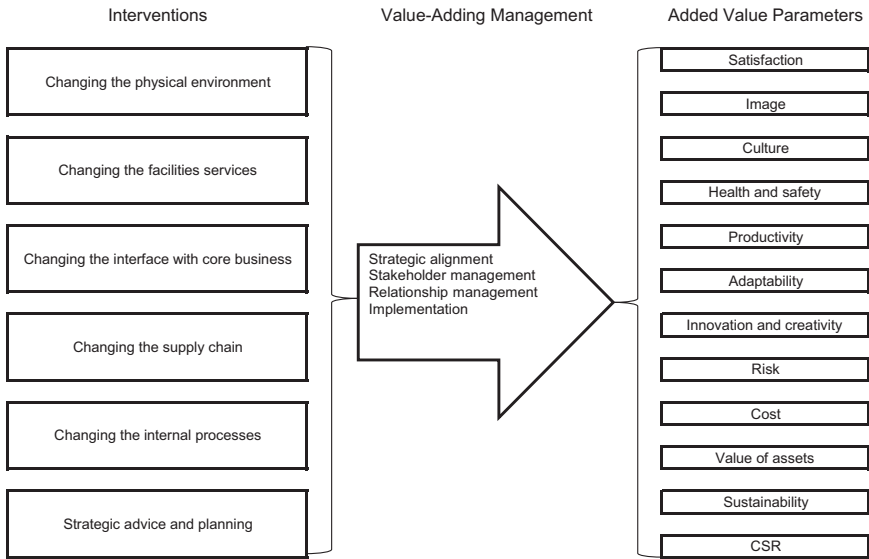 Interventions
Value-Adding Management
Added Value Parameters
Changing the physical environment
Changing the facilities services
Changing the interface with core business
Changing the supply chain
Changing the internal processes
Strategic advice and planning
Strategic alignment
Stakeholder management
Relationship management
Implementation
Satisfaction
Image
Culture
Health and safety
Productivity
Adaptability
Innovation and creativity
Risk
Cost
Value of assets
Sustainability
CSR